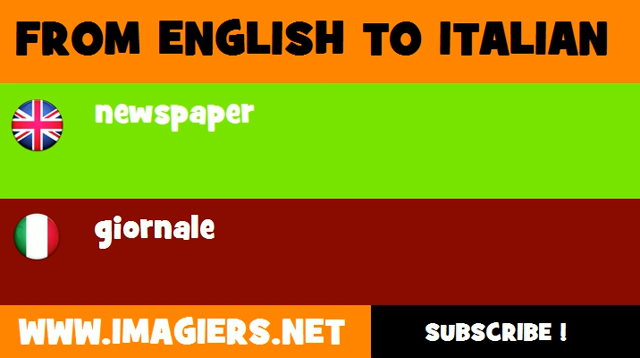 FROM ENGLISH TO ITALIAN
newspaper
giornale
WWW.IMAGIERS.NET
SUBSCRIBE !